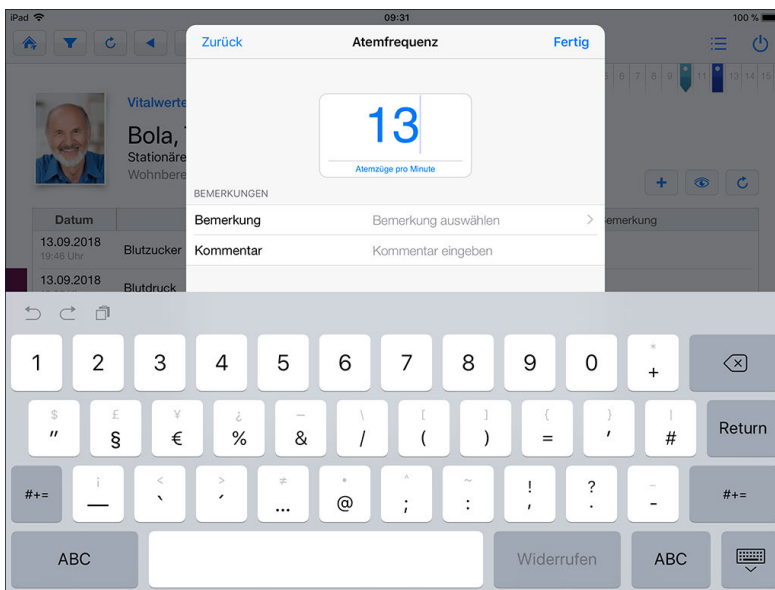 iPad 09:31 100 %
Zurück Atemfrequenz Fertig
6 7 8 9 11 13 14 15
Vitalwerte
13
Bola,
Stationäre
Atemzüge pro Minute
Wohnbere
BEMERKUNGEN
Datum Bemerkung Bemerkung auswählen emerkung
13.09.2018
19:46 Uhr Blutzucker Kommentar Kommentar eingeben
13.09.2018
Blutdruck
1 2 3 4 5 6 7 8 9 0 * +
$ £ ¥ ¿ – \ [ ] { } |
" § € % & / ( ) = ' # Return
¡ < > ≠ • ^ ~ ! ? –
#+= — ` ´ … @ ; : , . - #+=
ABC Widerrufen ABC